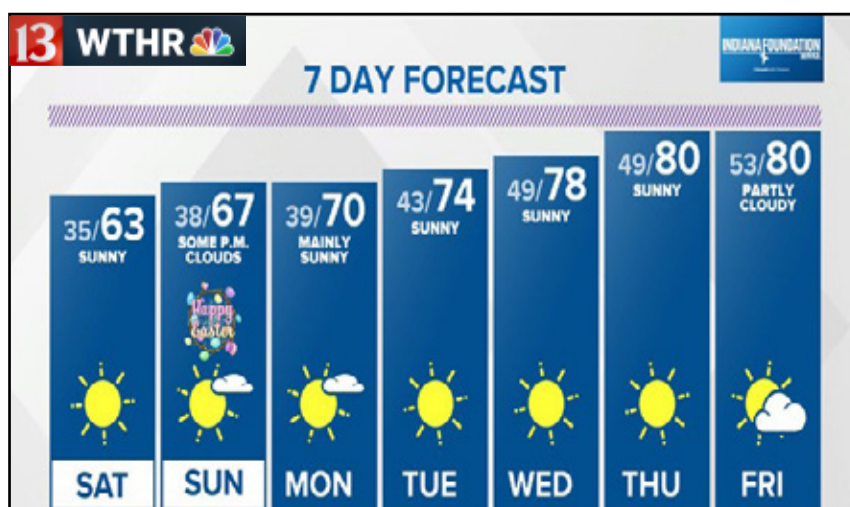 13 WTHR
INDIANA FOUNDATION
SERVICE
7 DAY FORECAST
35/63
SUNNY
SAT
38/67
SOME P.M.
CLOUDS
Happy
Easter
SUN
39/70
MAINLY
SUNNY
MON
43/74
SUNNY
TUE
49/78
SUNNY
WED
49/80
SUNNY
THU
53/80
PARTLY
CLOUDY
FRI